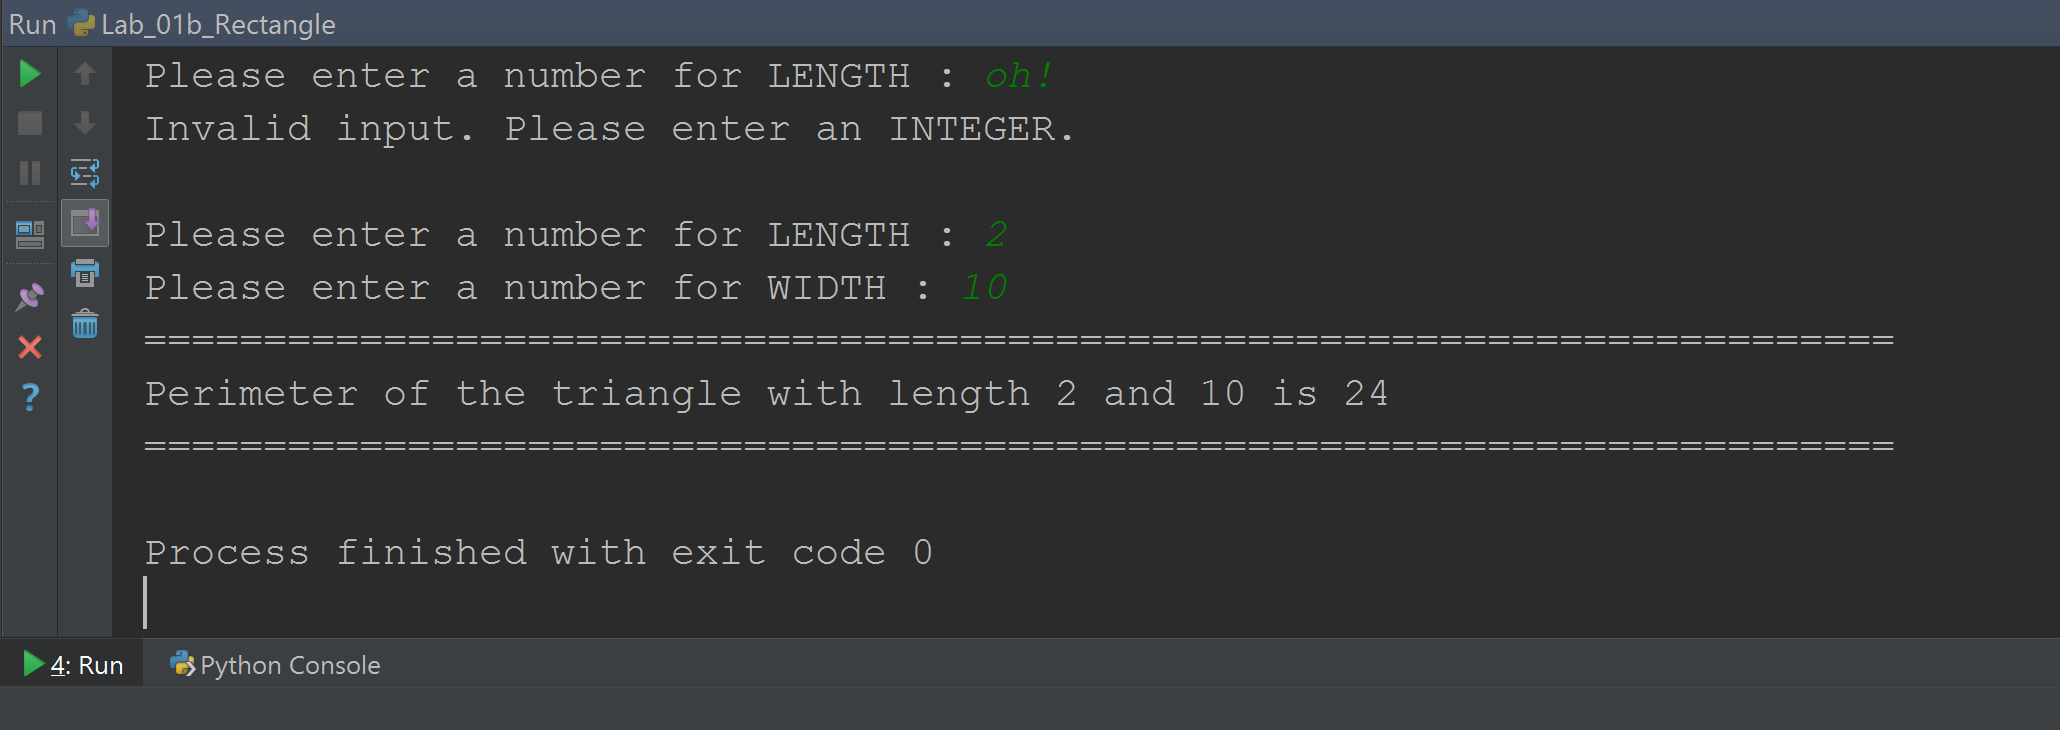 Run Lab_01b_Rectangle
Please enter a number for LENGTH : oh!
Invalid input. Please enter an INTEGER.
Please enter a number for LENGTH : 2
Please enter a number for WIDTH : 10
=========================================================================
Perimeter of the triangle with length 2 and 10 is 24
=========================================================================
Process finished with exit code 0
4: Run Python Console